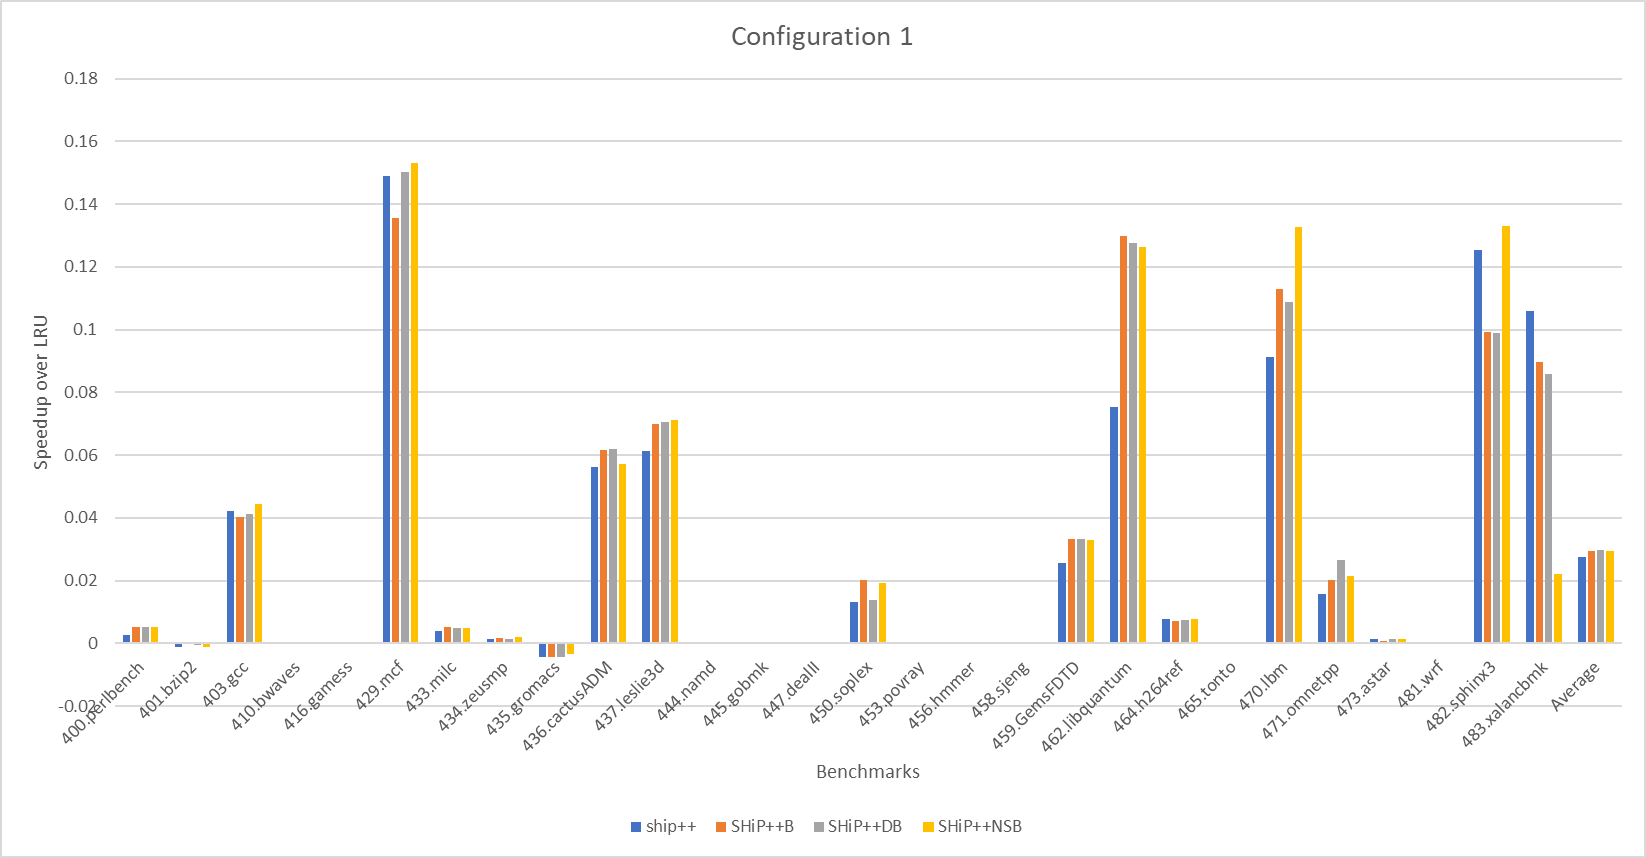 Configuration 1
0.18
0.16
0.14
0.12
0.1
0.08
0.06
0.04
0.02
0
-0.02
Speedup over LRU
400.perlbench
401.bzip2
403.gcc
410.bwaves
416.gamess
429.mcf
433.milc
434.zeusmp
435.gromacs
436.cactusADM
437.leslie3d
444.namd
445.gobmk
447.dealII
450.soplex
453.povray
456.hmmer
458.sjeng
459.GemsFDTD
462.libquantum
464.h264ref
465.tonto
470.lbm
471.omnetpp
473.astar
481.wrf
482.sphinx3
483.xalancbmk
Average
Benchmarks
ship++ SHiP++B SHiP++DB SHiP++NSB